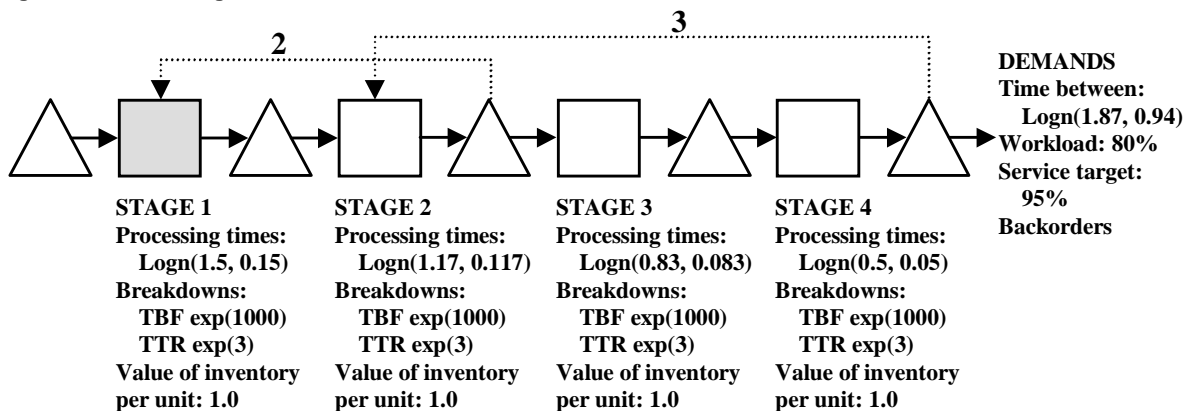 2
3
DEMANDS
Time between:
Logn(1.87, 0.94)
Workload: 80%
Service target:
95%
Backorders
STAGE 1
Processing times:
Logn(1.5, 0.15)
Breakdowns:
TBF exp(1000)
TTR exp(3)
Value of inventory
per unit: 1.0
STAGE 2
Processing times:
Logn(1.17, 0.117)
Breakdowns:
TBF exp(1000)
TTR exp(3)
Value of inventory
per unit: 1.0
STAGE 3
Processing times:
Logn(0.83, 0.083)
Breakdowns:
TBF exp(1000)
TTR exp(3)
Value of inventory
per unit: 1.0
STAGE 4
Processing times:
Logn(0.5, 0.05)
Breakdowns:
TBF exp(1000)
TTR exp(3)
Value of inventory
per unit: 1.0